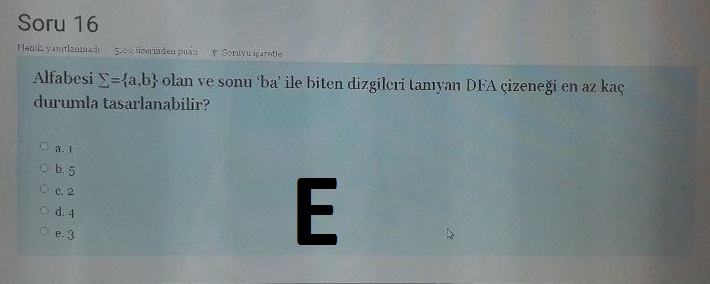 Soru 16
Henüz yanıtlanmadı 5,00 üzerinden puan Soruyu işaretle
Alfabesi ∑={a,b} olan ve sonu 'ba' ile biten dizgileri tanıyan DFA çizeneği en az kaç
durumla tasarlanabilir?
a. 1
b. 5
c. 2
d. 4
e. 3
E